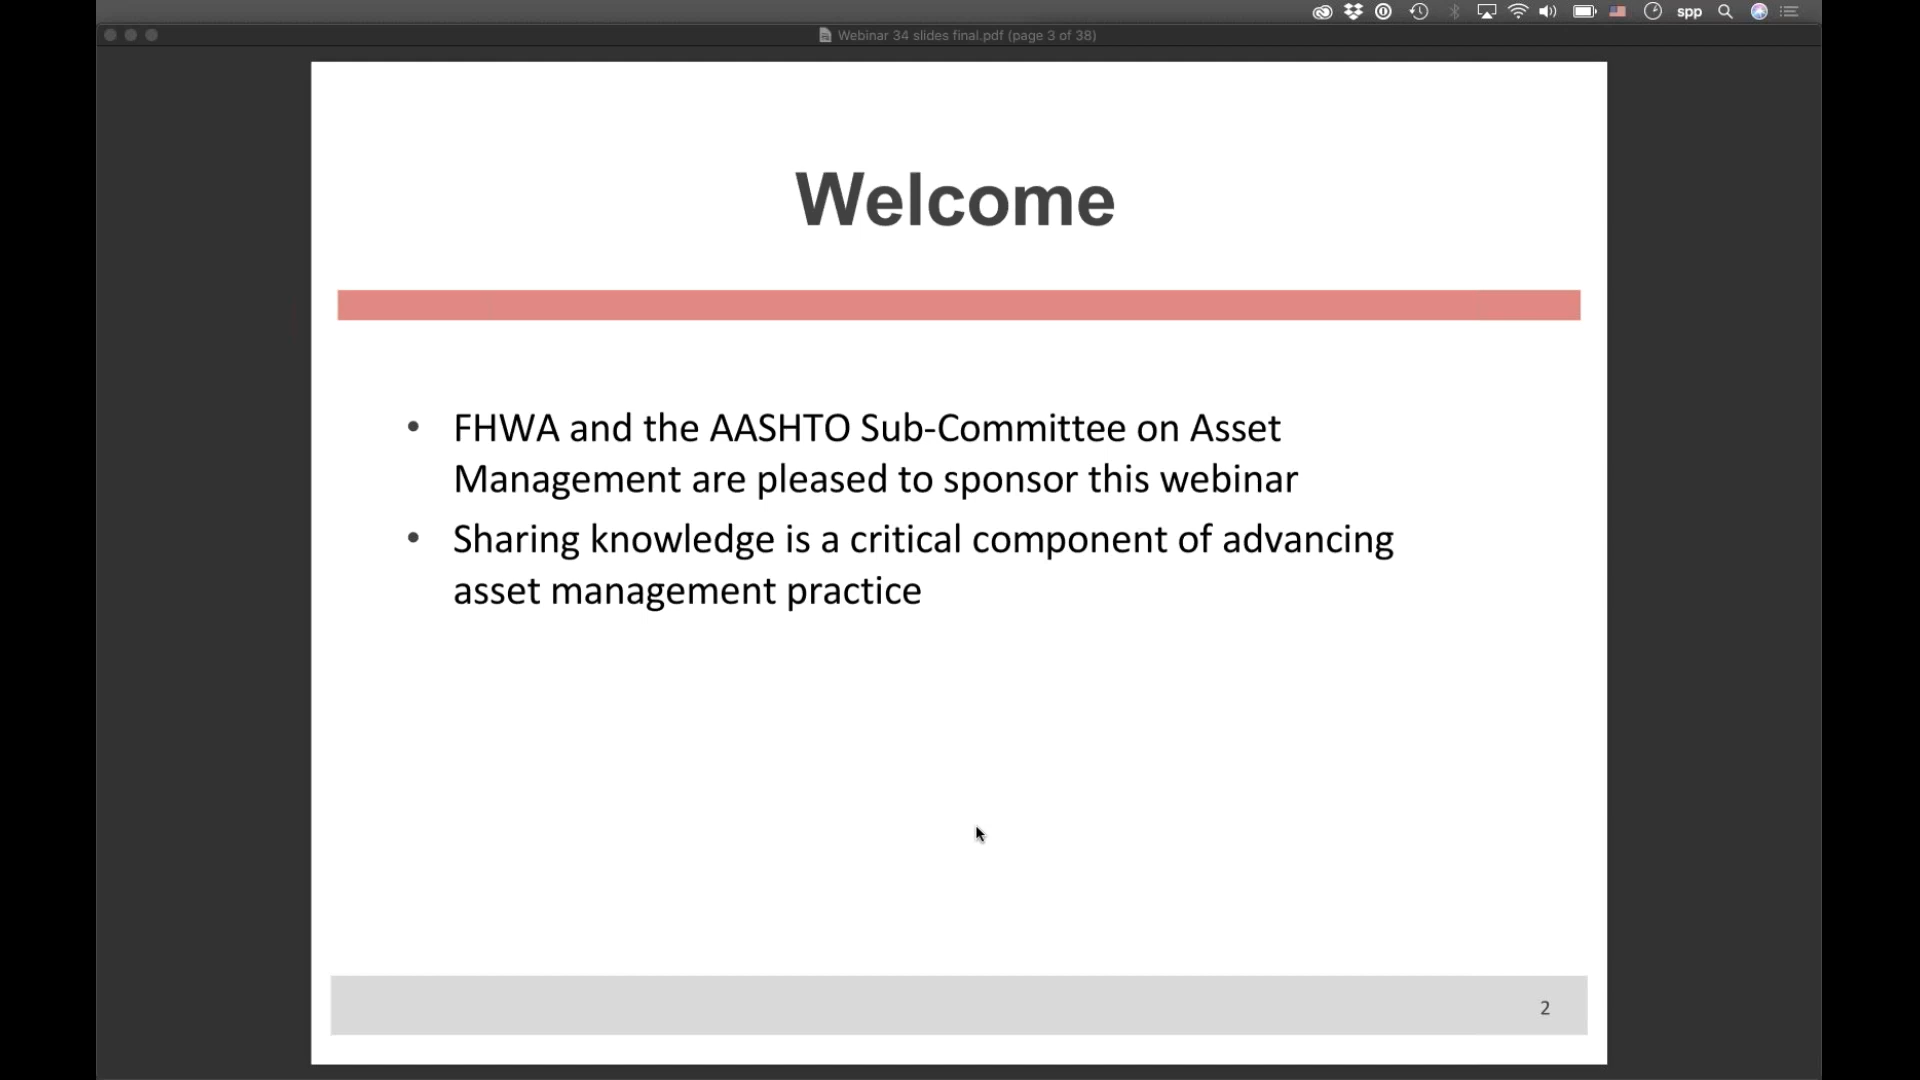 spp
Webinar 34 slides final.pdf (page 3 of 38)
Welcome
• FHWA and the AASHTO Sub-Committee on Asset
Management are pleased to sponsor this webinar
• Sharing knowledge is a critical component of advancing
asset management practice
2